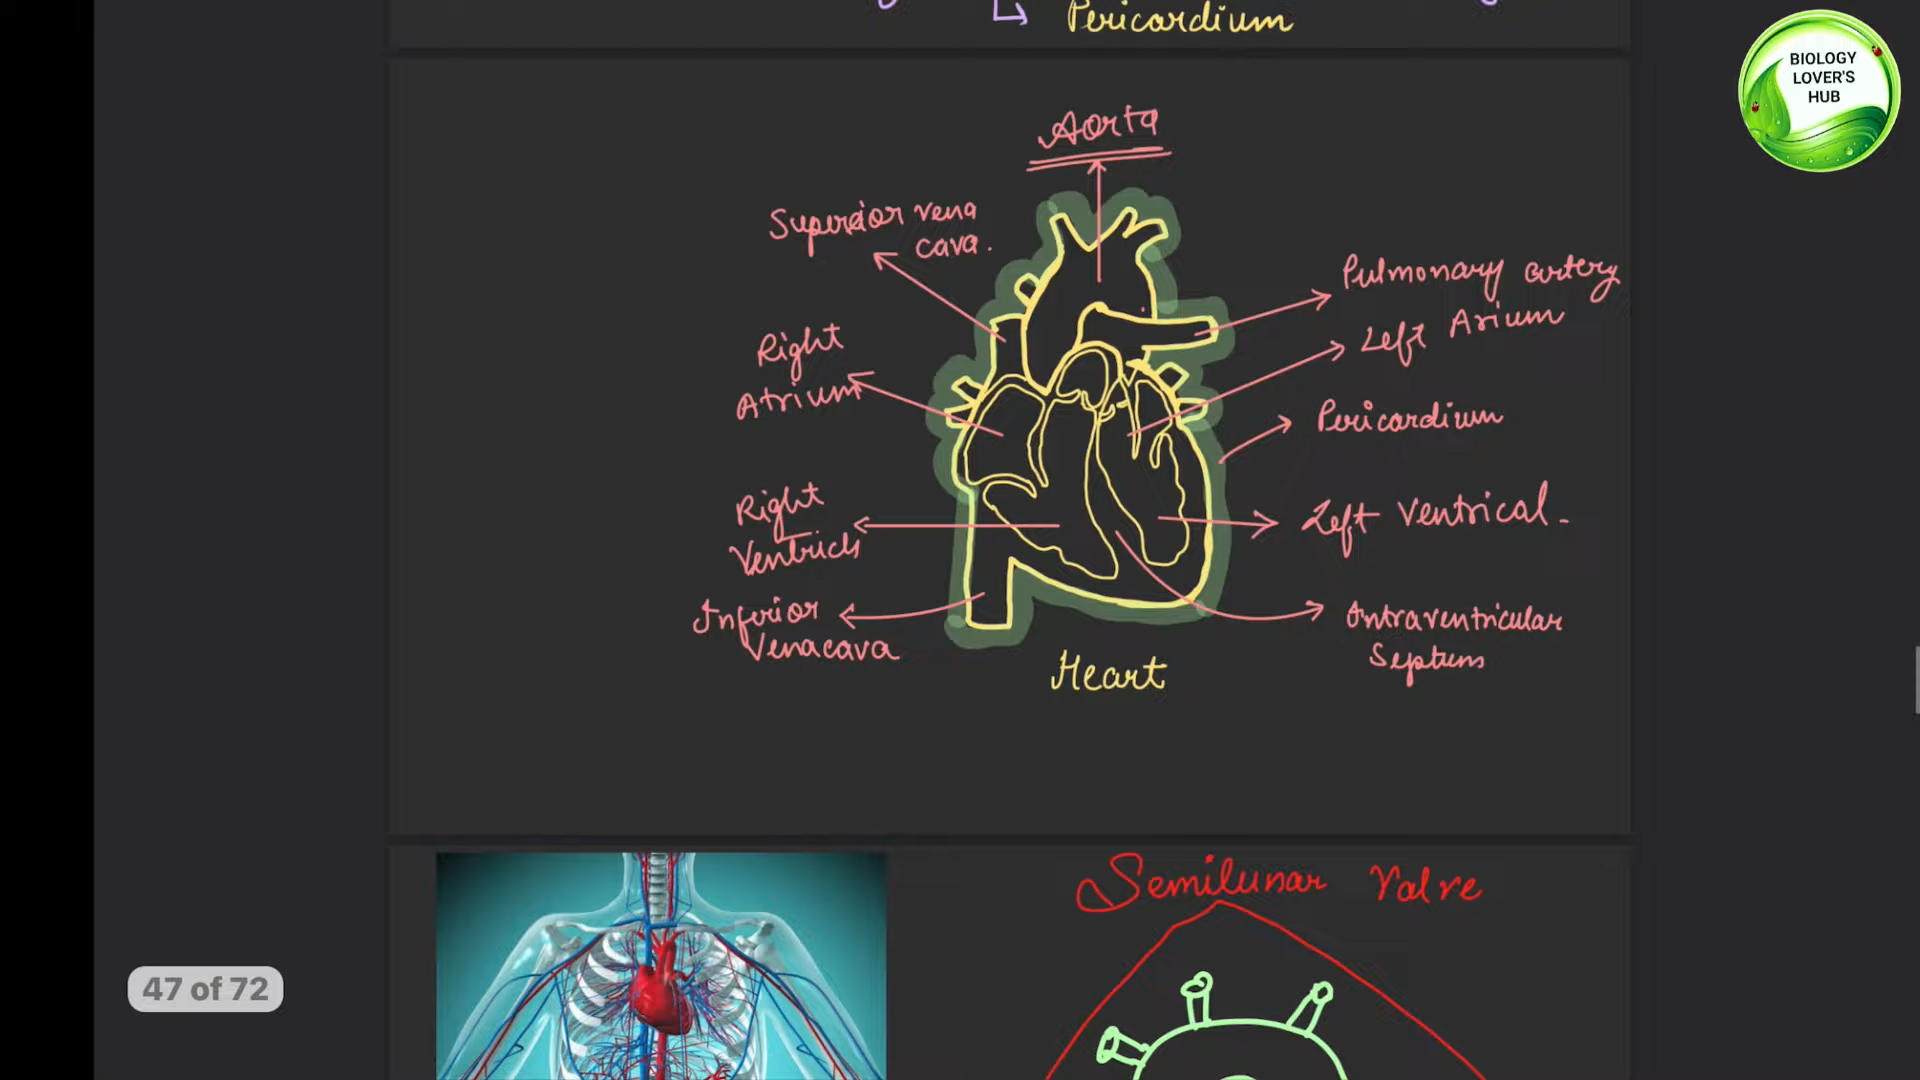 Pericardium
BIOLOGY
LOVER'S
HUB
Aorta
Superior vena
cava.
Pulmonary artery
Left Arium
Right
Atrium
Pericardium
Right
Left Ventrical.
Inferior
Venacava
Intraventricular
Septum
Heart
Semilunar Valve
47 of 72